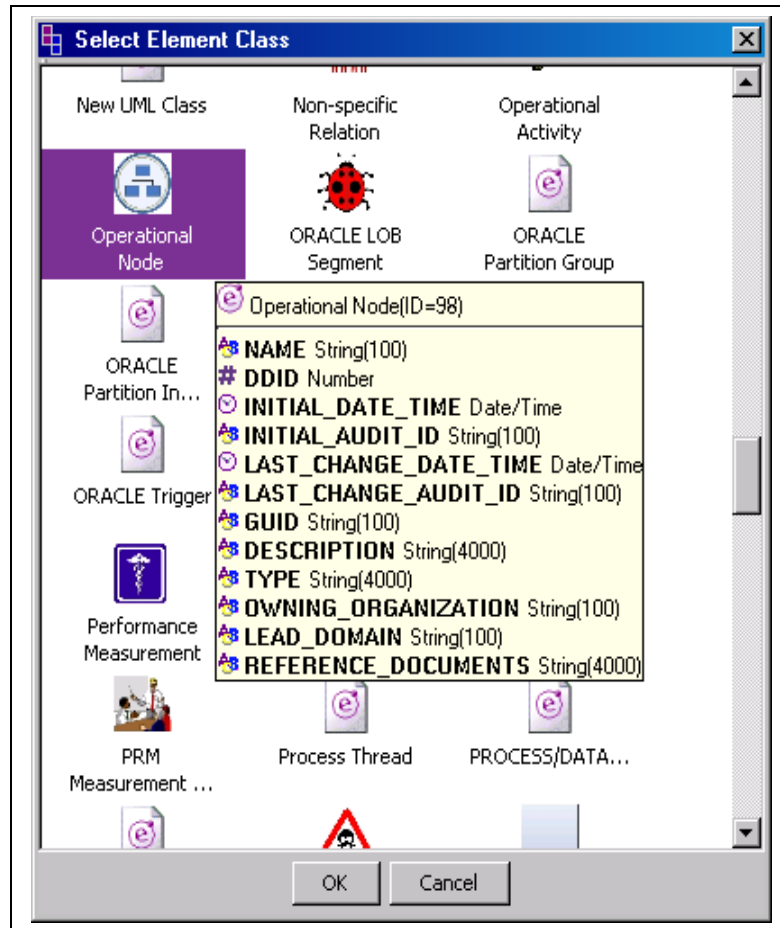 Select Element Class
New UML Class
Non-specific
Relation
Operational
Activity
Operational
Node
ORACLE LOB
Segment
ORACLE
Partition Group
Operational Node(ID=98)
NAME String(100)
# DDID Number
INITIAL_DATE_TIME Date/Time
INITIAL_AUDIT_ID String(100)
LAST_CHANGE_DATE_TIME Date/Time
LAST_CHANGE_AUDIT_ID String(100)
GUID String(100)
DESCRIPTION String(4000)
TYPE String(4000)
OWNING_ORGANIZATION String(100)
LEAD_DOMAIN String(100)
REFERENCE_DOCUMENTS String(4000)
ORACLE
Partition In...
ORACLE Trigger
Performance
Measurement
PRM
Measurement ...
Process Thread
PROCESS/DATA...
OK
Cancel